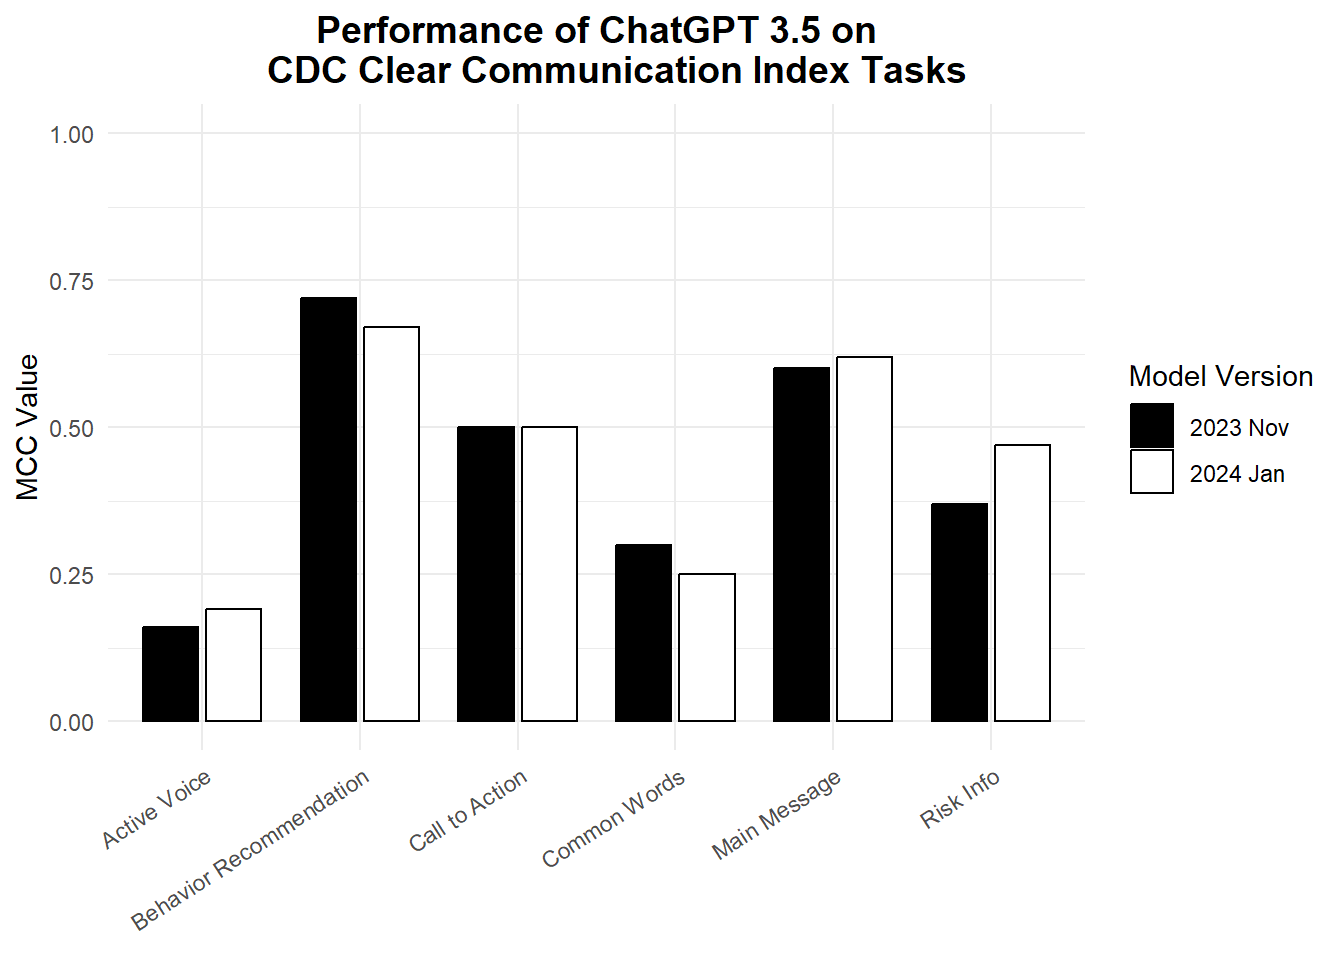 Performance of ChatGPT 3.5 on
CDC Clear Communication Index Tasks
MCC Value
1.00
0.75
0.50
0.25
0.00
Active Voice
Behavior Recommendation
Call to Action
Common Words
Main Message
Risk Info
Model Version
2023 Nov
2024 Jan